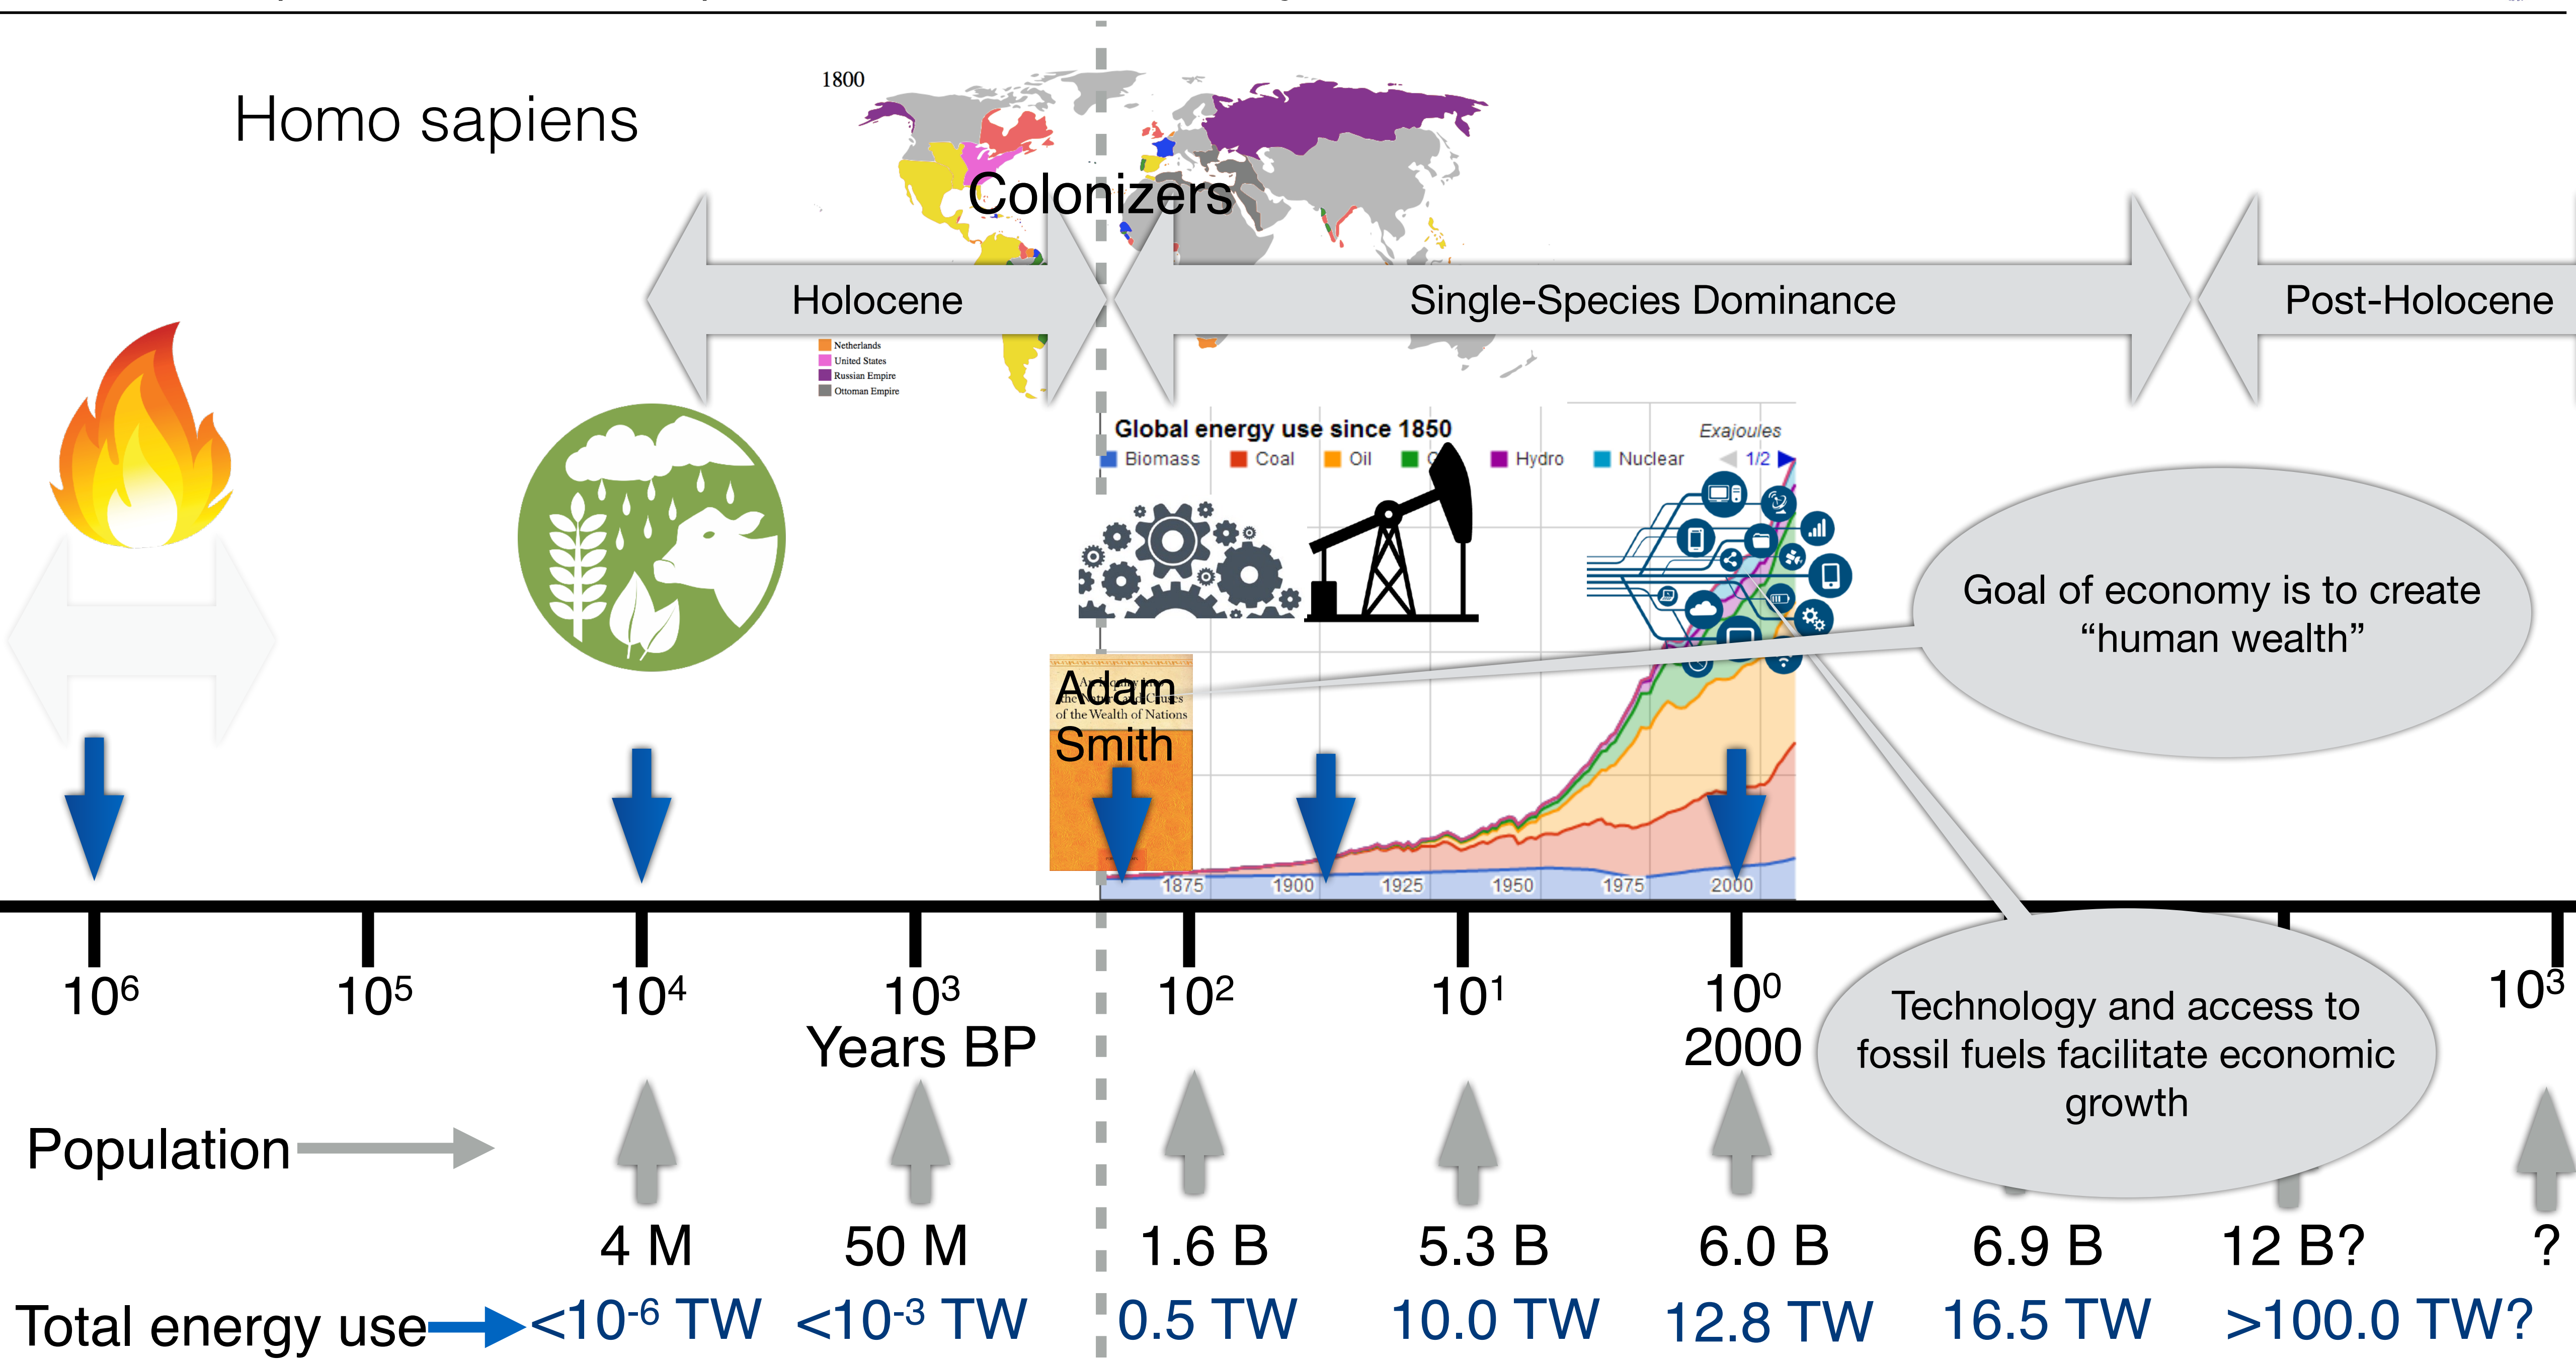 1800
Homo sapiens
Colonizers
Holocene
Single-Species Dominance
Post-Holocene
Netherlands
United States
Russian Empire
Ottoman Empire
Global energy use since 1850
Exajoules
Biomass
Coal
Oil
Hydro
Nuclear
1/2
Goal of economy is to create
“human wealth”
Adam
Smith
the Nature and Causes
of the Wealth of Nations
1875
1900
1925
1950
1975
2000
10⁶
10⁵
10⁴
10³
10²
10¹
10⁰
10³
Years BP
2000
Technology and access to
fossil fuels facilitate economic
growth
Population
4 M
50 M
1.6 B
5.3 B
6.0 B
6.9 B
12 B?
?
Total energy use
<10⁻⁶ TW
<10⁻³ TW
0.5 TW
10.0 TW
12.8 TW
16.5 TW
>100.0 TW?